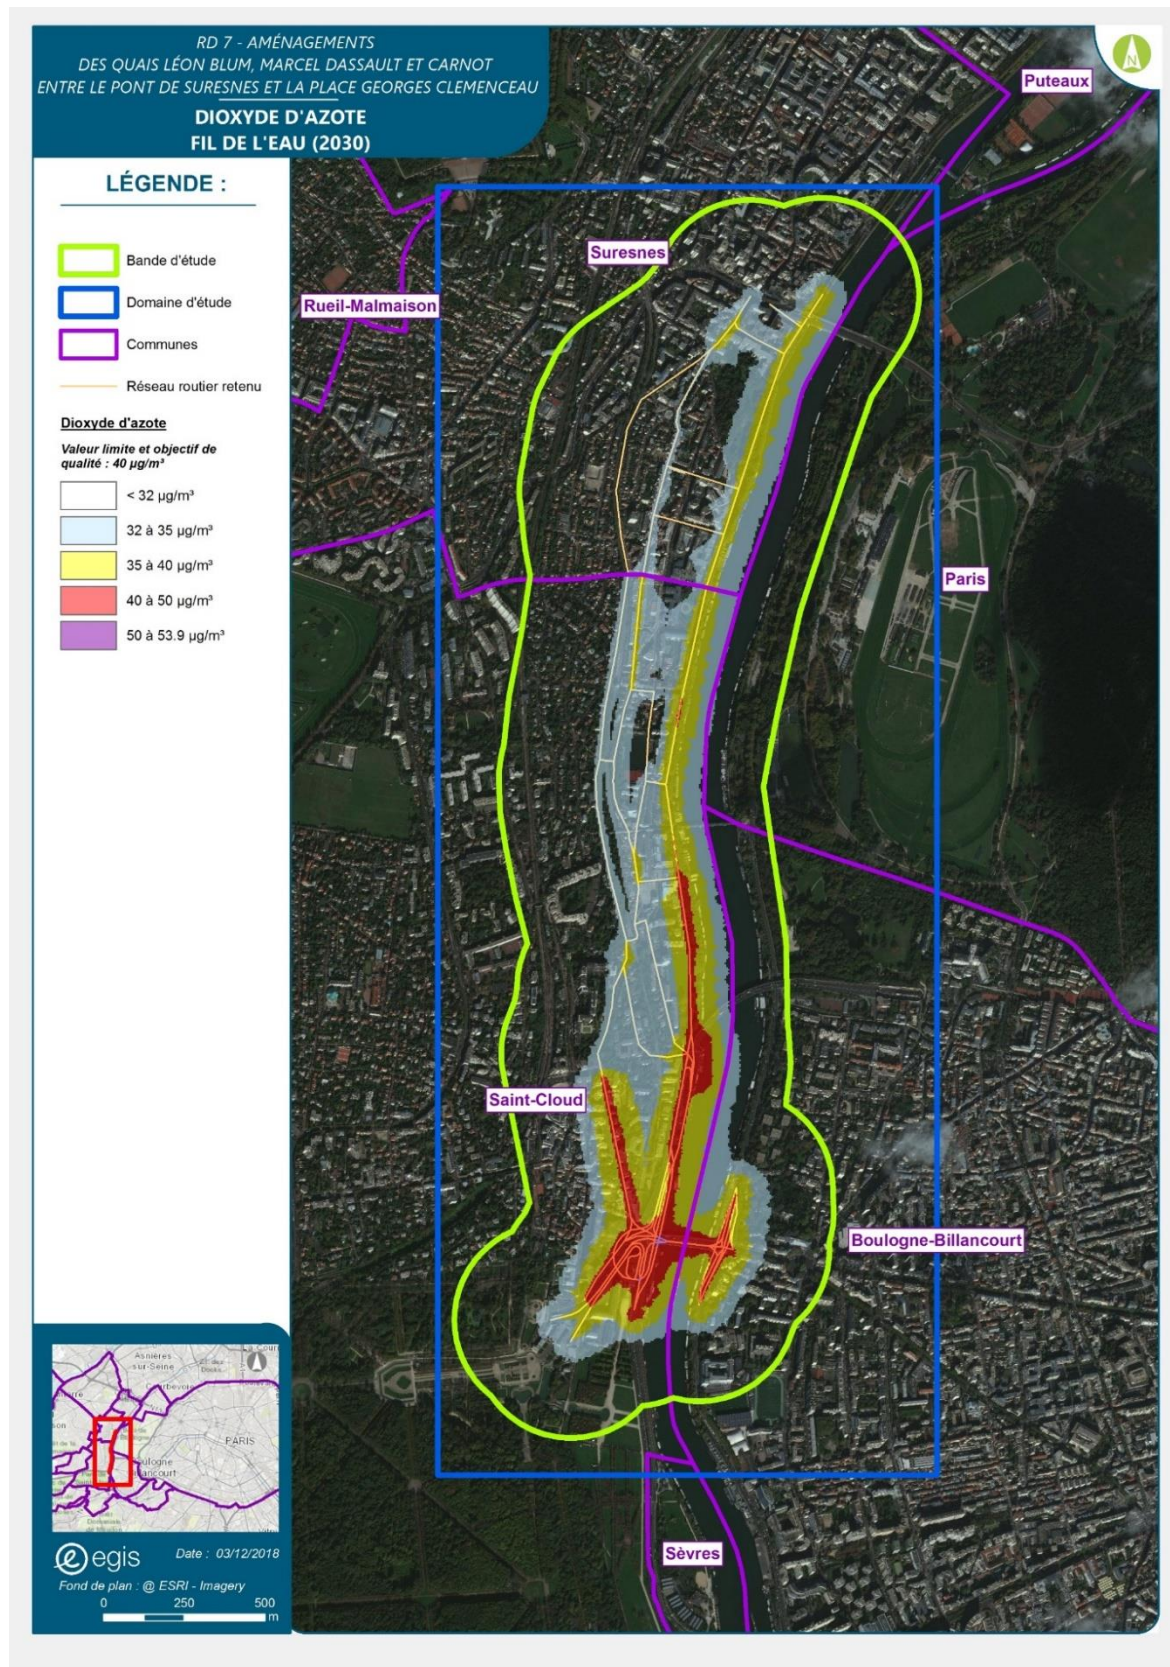 RD 7 - AMÉNAGEMENTS
DES QUAIS LÉON BLUM, MARCEL DASSAULT ET CARNOT
ENTRE LE PONT DE SURESNES ET LA PLACE GEORGES CLEMENCEAU
DIOXYDE D'AZOTE
FIL DE L'EAU (2030)
N
LÉGENDE :
Bande d'étude
Domaine d'étude
Communes
Réseau routier retenu
Dioxyde d'azote
Valeur limite et objectif de
qualité : 40 µg/m³
< 32 µg/m³
32 à 35 µg/m³
35 à 40 µg/m³
40 à 50 µg/m³
50 à 53.9 µg/m³
Puteaux
Suresnes
Rueil-Malmaison
Paris
Saint-Cloud
Boulogne-Billancourt
Sèvres
Asnières
sur-Seine
Courbevoie
PARIS
egis
Date : 03/12/2018
Fond de plan : @ ESRI - Imagery
0 250 500
m